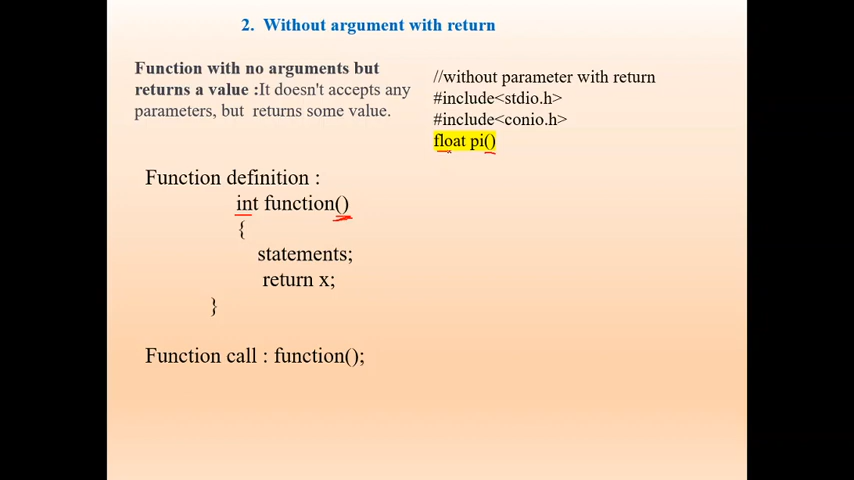 2. Without argument with return
Function with no arguments but
returns a value :It doesn't accepts any
parameters, but returns some value.
Function definition :
int function()
{
statements;
return x;
}
Function call : function();
//without parameter with return
#include<stdio.h>
#include<conio.h>
float pi()